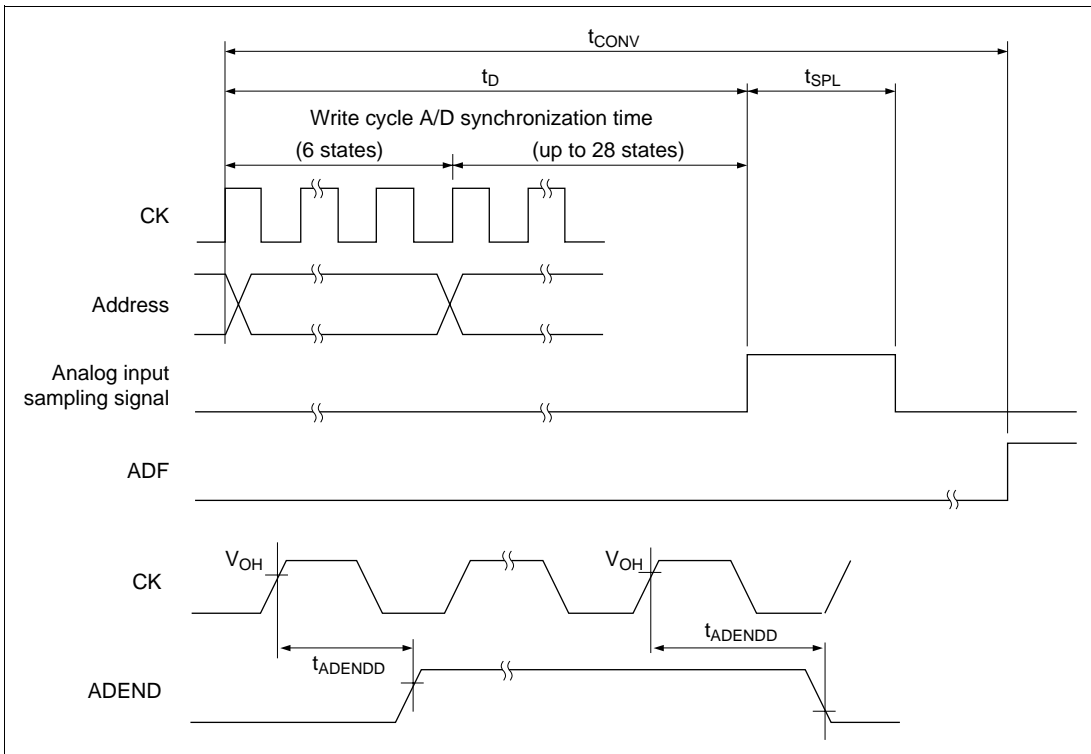 tCONV
tD
tSPL
Write cycle A/D synchronization time
(6 states)
(up to 28 states)
CK
Address
Analog input
sampling signal
ADF
VOH
VOH
CK
tADENDD
tADENDD
ADEND